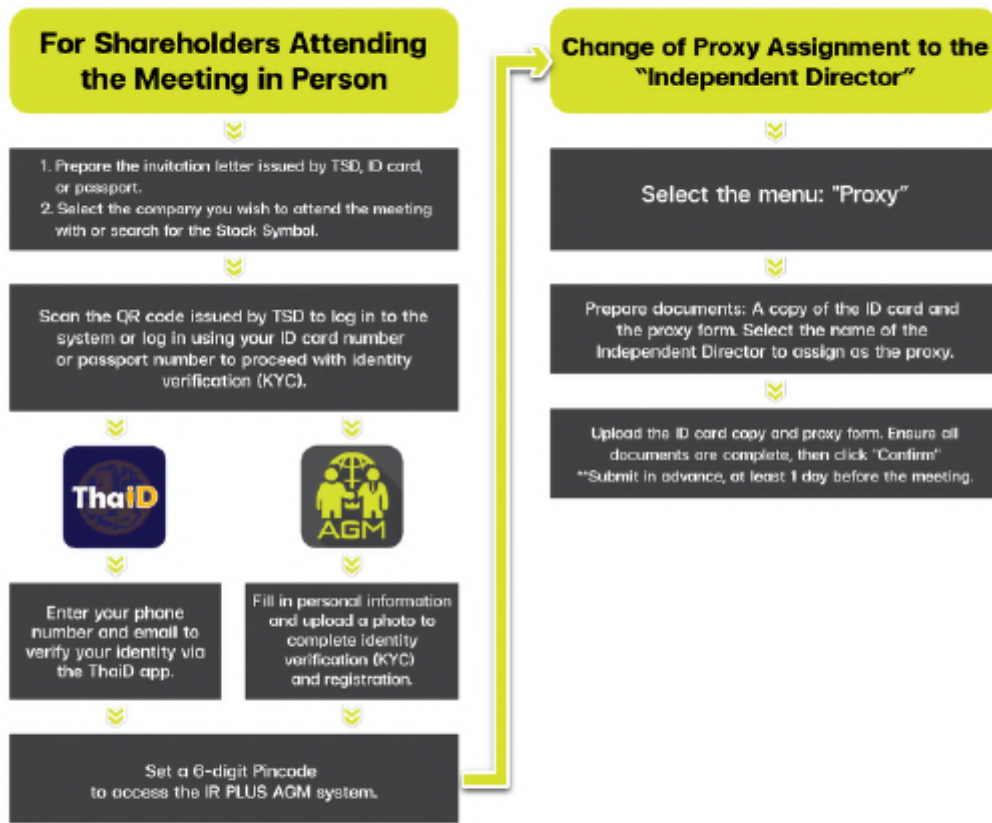 For Shareholders Attending
the Meeting in Person
1. Prepare the invitation letter issued by TSD, ID card,
or passport.
2. Select the company you wish to attend the meeting
with or search for the Stock Symbol.
Scan the QR code issued by TSD to log in to the
system or log in using your ID card number
or passport number to proceed with identity
verification (KYC).
ThaiD
AGM
Enter your phone
number and email to
verify your identity via
the ThaiD app.
Fill in personal information
and upload a photo to
complete identity
verification (KYC)
and registration.
Set a 6-digit Pincode
to access the IR PLUS AGM system.
Change of Proxy Assignment to the
"Independent Director"
Select the menu: "Proxy"
Prepare documents: A copy of the ID card and
the proxy form. Select the name of the
Independent Director to assign as the proxy.
Upload the ID card copy and proxy form. Ensure all
documents are complete, then click "Confirm"
**Submit in advance, at least 1 day before the meeting.